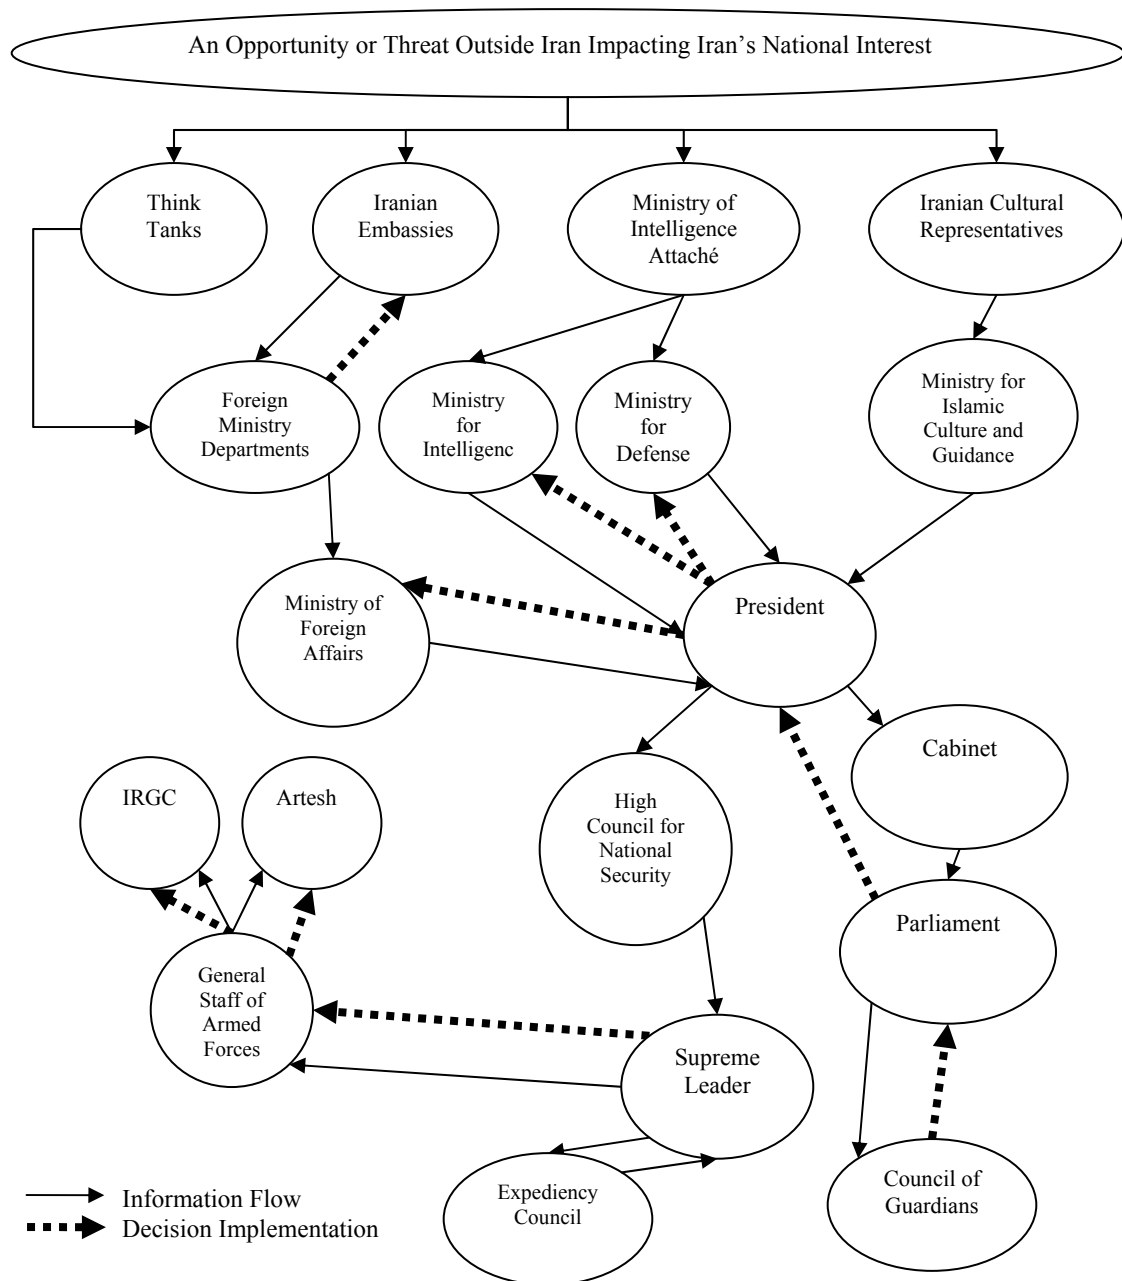 An Opportunity or Threat Outside Iran Impacting Iran’s National Interest
Think
Tanks
Iranian
Embassies
Ministry of
Intelligence
Attaché
Iranian Cultural
Representatives
Foreign
Ministry
Departments
Ministry
for
Intelligenc
Ministry
for
Defense
Ministry for
Islamic
Culture and
Guidance
Ministry of
Foreign
Affairs
President
Cabinet
IRGC
Artesh
High
Council for
National
Security
Parliament
General
Staff of
Armed
Forces
Supreme
Leader
Expediency
Council
Council of
Guardians
Information Flow
Decision Implementation